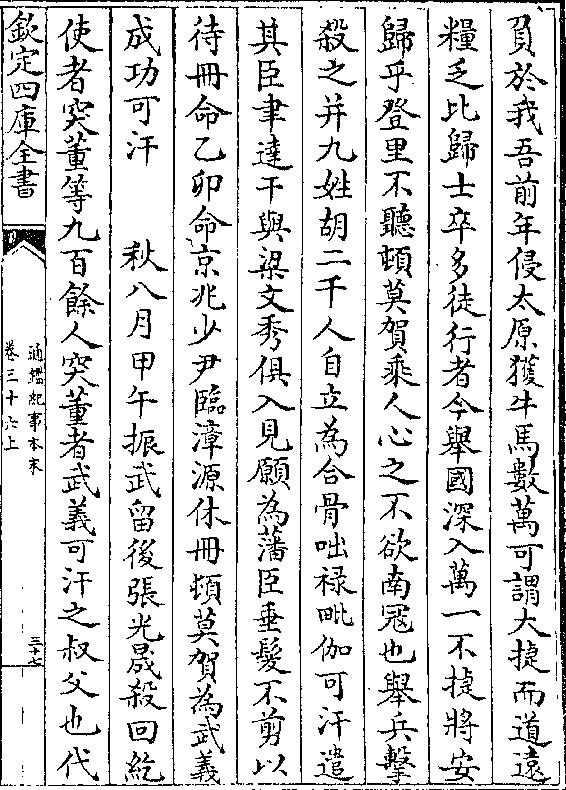 負於我吾前年侵太原獲牛馬數萬可謂大捷而道遠
糧乏比歸士卒多徒行者今舉國深入萬一不捷將安
歸乎登里不聽頓莫賀乘人心之不欲南冦也舉兵擊
殺之并九姓胡二千人自立為合骨咄禄毗伽可汗遣
其臣聿達干與梁文秀俱入見願為藩臣垂髮不剪以
待冊命乙卯命京兆少尹臨漳源休冊頓莫賀為武義
成功可汗　秋八月甲午振武留後張光晟殺回紇
使者突董等九百餘人突董者武義可汗之叔父也代
欽定四庫全書
通鑑紀事本末
卷三十六上
三十七